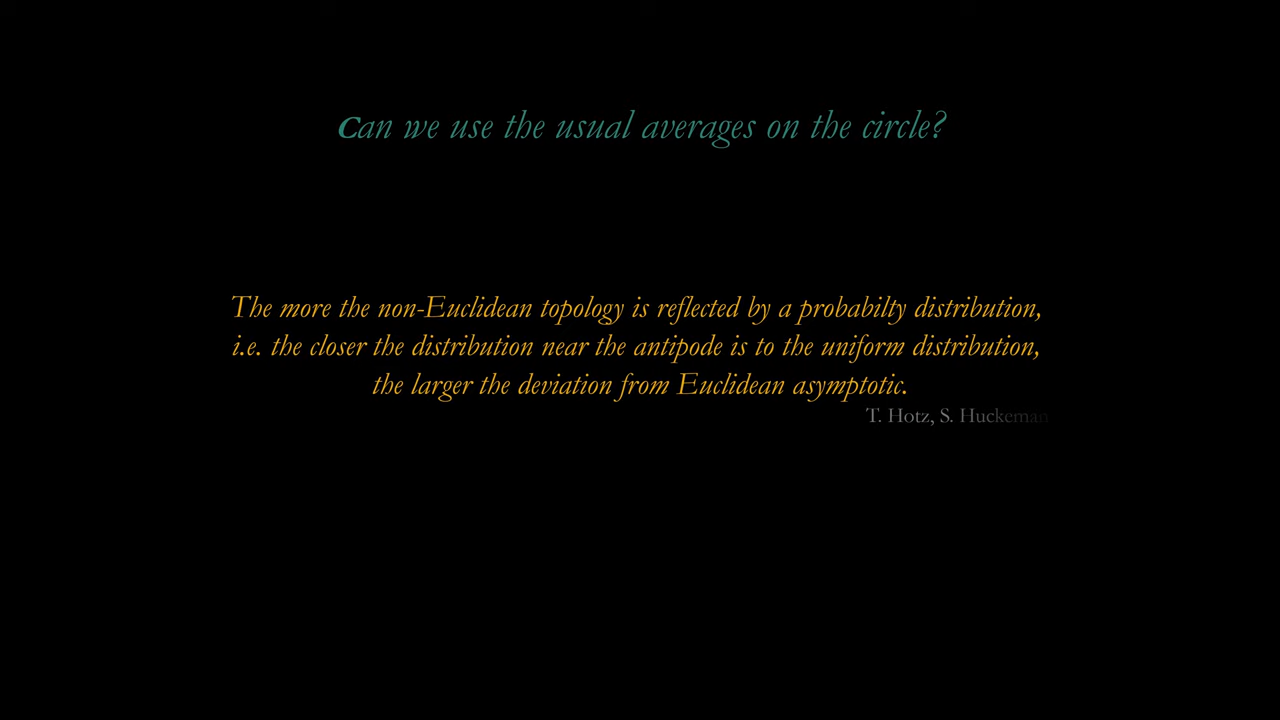 Can we use the usual averages on the circle?
The more the non-Euclidean topology is reflected by a probabilty distribution,
i.e. the closer the distribution near the antipode is to the uniform distribution,
the larger the deviation from Euclidean asymptotic.
T. Hotz, S. Huckeman